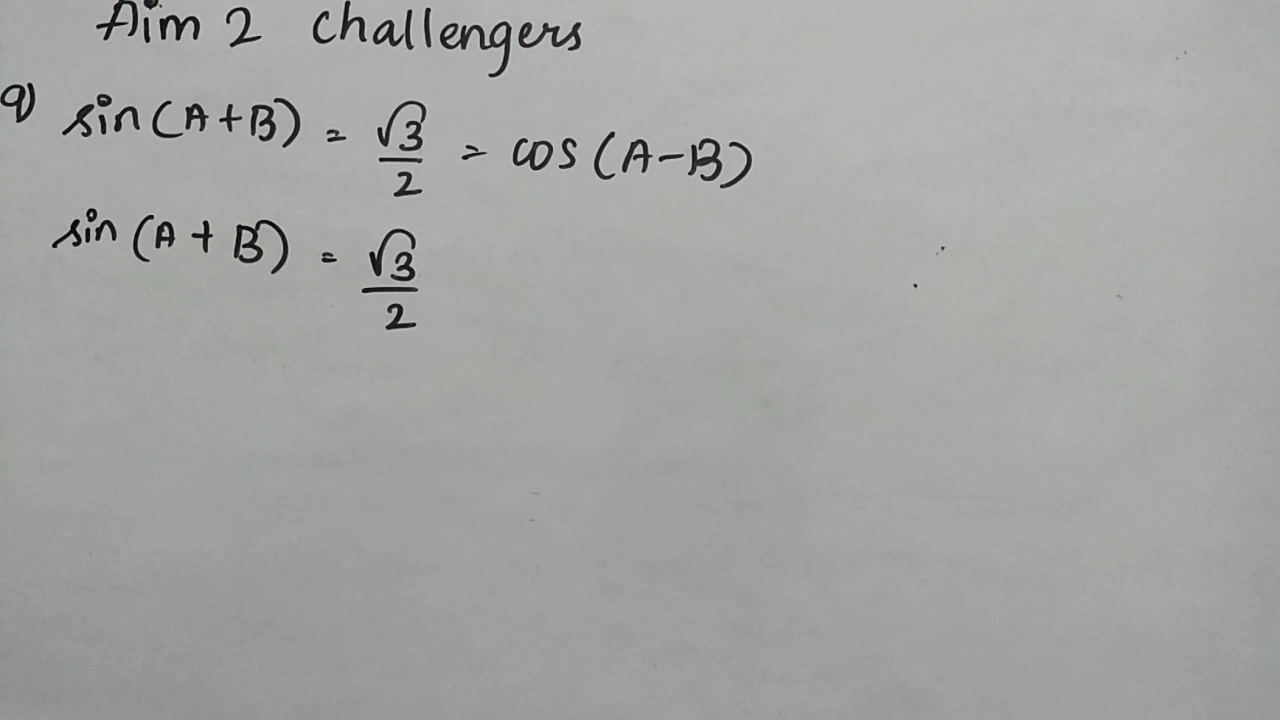 Aim 2 challengers
q) sin(A+B) = √3/2 = cos(A-B)
sin(A+B) = √3/2